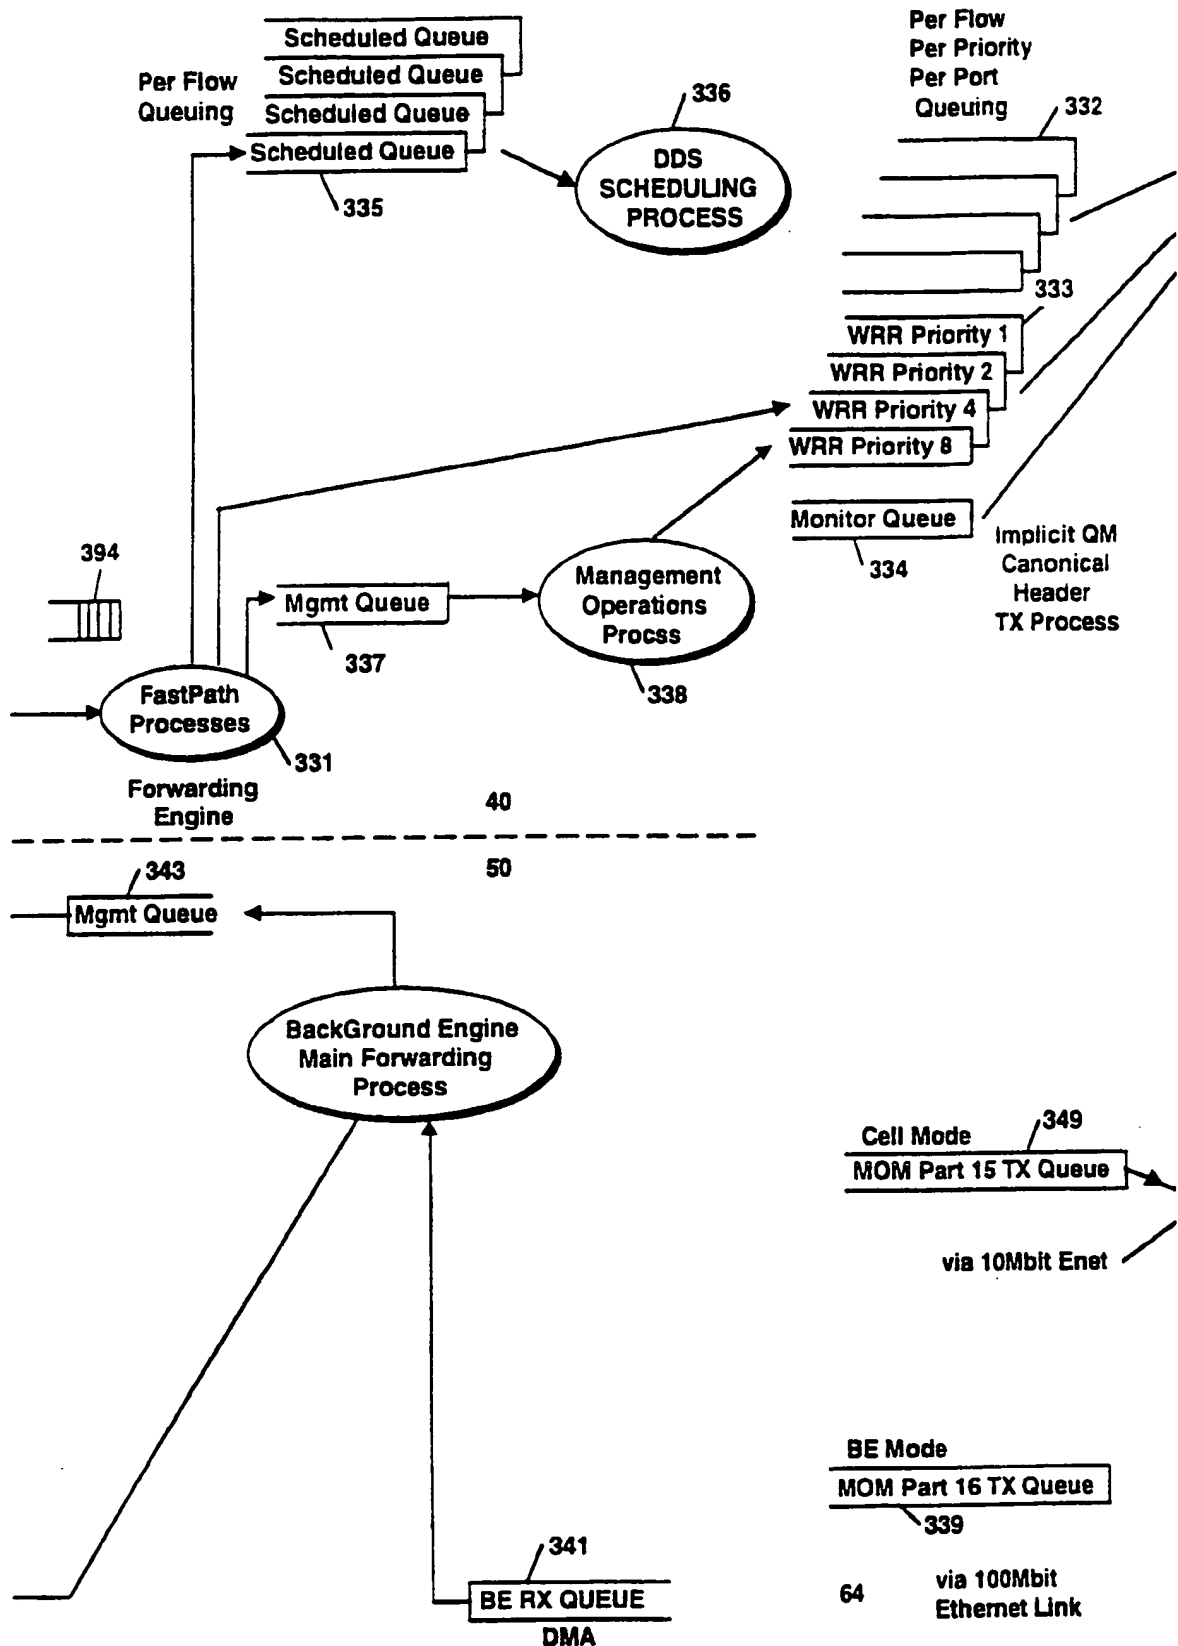 Per Flow
Queuing
Scheduled Queue
Scheduled Queue
Scheduled Queue
Scheduled Queue
335
336
DDS
SCHEDULING
PROCESS
Per Flow
Per Priority
Per Port
Queuing
332
333
WRR Priority 1
WRR Priority 2
WRR Priority 4
WRR Priority 8
Monitor Queue
334
Implicit QM
Canonical
Header
TX Process
394
Mgmt Queue
337
Management
Operations
Procss
338
FastPath
Processes
331
Forwarding
Engine
40
50
343
Mgmt Queue
BackGround Engine
Main Forwarding
Process
Cell Mode
349
MOM Part 15 TX Queue
via 10Mbit Enet
BE Mode
MOM Part 16 TX Queue
339
341
BE RX QUEUE
DMA
64
via 100Mbit
Ethernet Link